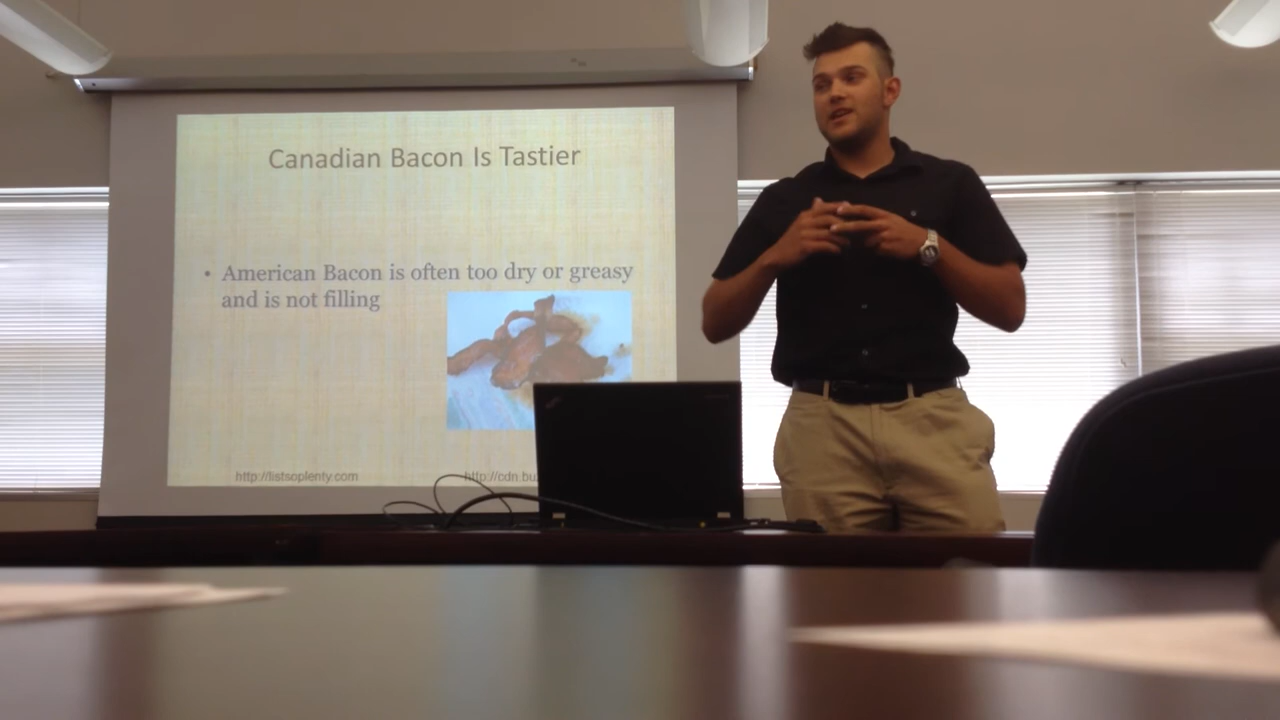 Canadian Bacon Is Tastier
• American Bacon is often too dry or greasy
and is not filling
http://listsoplenty.com http://cdn.bu